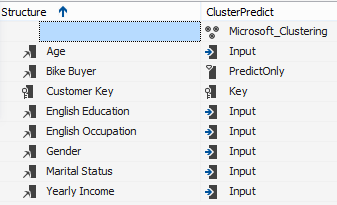 Structure ClusterPredict
Microsoft_Clustering
Age Input
Bike Buyer PredictOnly
Customer Key Key
English Education Input
English Occupation Input
Gender Input
Marital Status Input
Yearly Income Input